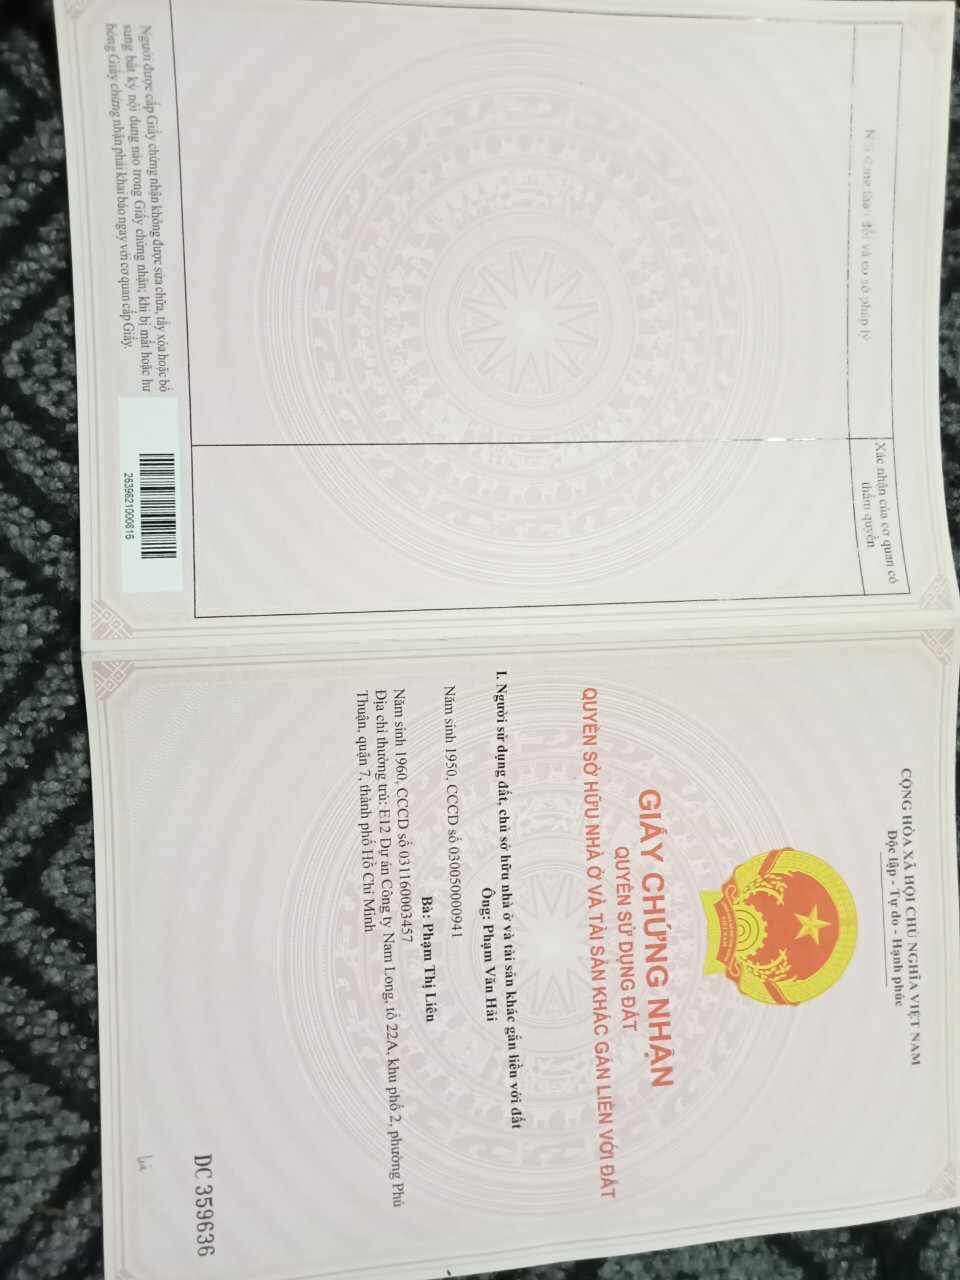 CỘNG HÒA XÃ HỘI CHỦ NGHĨA VIỆT NAM
Độc lập - Tự do - Hạnh phúc
GIẤY CHỨNG NHẬN
QUYỀN SỬ DỤNG ĐẤT
QUYỀN SỞ HỮU NHÀ Ở VÀ TÀI SẢN KHÁC GẮN LIỀN VỚI ĐẤT
I. Người sử dụng đất, chủ sở hữu nhà ở và tài sản khác gắn liền với đất
Ông: Phạm Văn Hải
Năm sinh 1950, CCCD số 030050000941
Bà: Phạm Thị Liên
Năm sinh 1960, CCCD số 031160003457
Địa chỉ thường trú: E12 Dự án Công ty Nam Long, tổ 22A, khu phố 2, phường Phú
Thuận, quận 7, thành phố Hồ Chí Minh
DC 359636
Nội dung thay đổi và cơ sở pháp lý
Xác nhận của cơ quan có
thẩm quyền
Người được cấp Giấy chứng nhận không được sửa chữa, tẩy xóa hoặc bổ
sung bất kỳ nội dung nào trong Giấy chứng nhận; khi bị mất hoặc hư
hỏng Giấy chứng nhận phải khai báo ngay với cơ quan cấp Giấy.
2639621000816